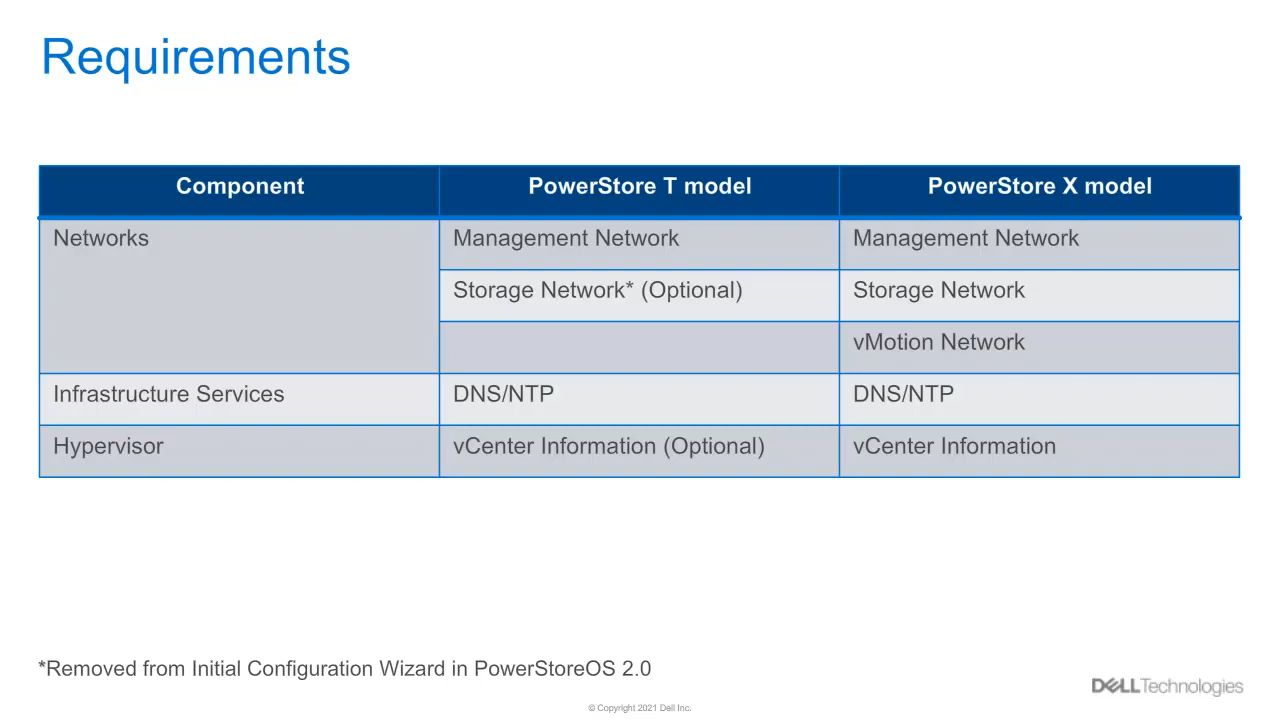 Requirements
Component PowerStore T model PowerStore X model
Networks Management Network Management Network
Storage Network* (Optional) Storage Network
vMotion Network
Infrastructure Services DNS/NTP DNS/NTP
Hypervisor vCenter Information (Optional) vCenter Information
*Removed from Initial Configuration Wizard in PowerStoreOS 2.0
DELLTechnologies
© Copyright 2021 Dell Inc.